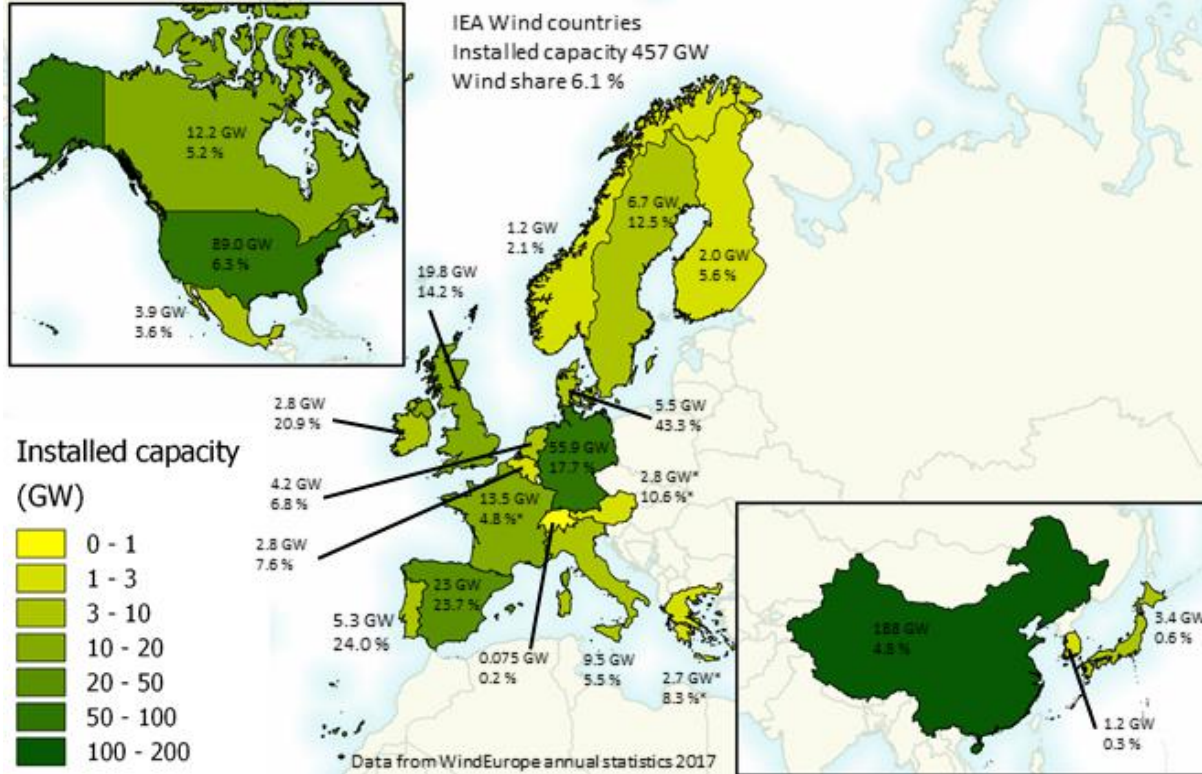 IEA Wind countries
Installed capacity 457 GW
Wind share 6.1 %
12.2 GW
5.2 %
89.0 GW
6.3 %
3.9 GW
3.6 %
1.2 GW
2.1 %
6.7 GW
12.5 %
2.0 GW
5.6 %
19.8 GW
14.2 %
2.8 GW
20.9 %
5.5 GW
43.3 %
55.9 GW
17.7 %
4.2 GW
6.8 %
2.8 GW*
10.6 %*
13.5 GW
4.8 %*
2.8 GW
7.6 %
23 GW
23.7 %
5.3 GW
24.0 %
0.075 GW
0.2 %
9.5 GW
5.5 %
2.7 GW*
8.3 %*
188 GW
4.8 %
3.4 GW
0.6 %
1.2 GW
0.3 %
Installed capacity
(GW)
0 - 1
1 - 3
3 - 10
10 - 20
20 - 50
50 - 100
100 - 200
* Data from WindEurope annual statistics 2017